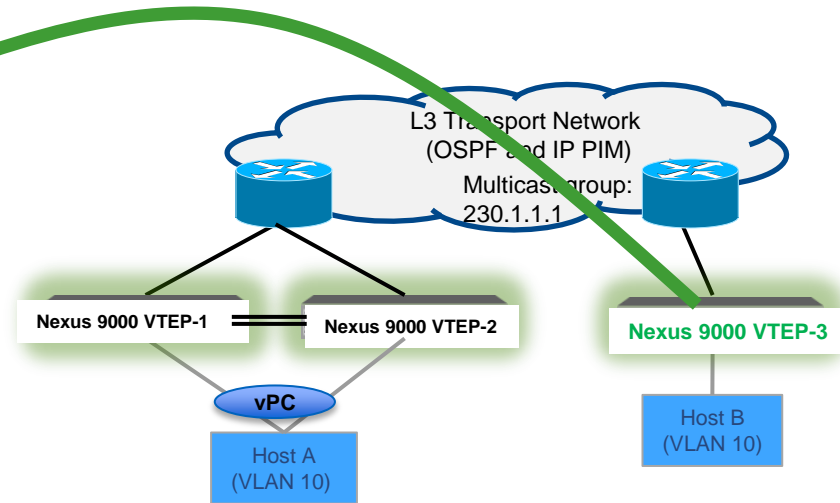 L3 Transport Network
(OSPF and IP PIM)
Multicast group:
230.1.1.1
Nexus 9000 VTEP-1
Nexus 9000 VTEP-2
Nexus 9000 VTEP-3
vPC
Host A
(VLAN 10)
Host B
(VLAN 10)